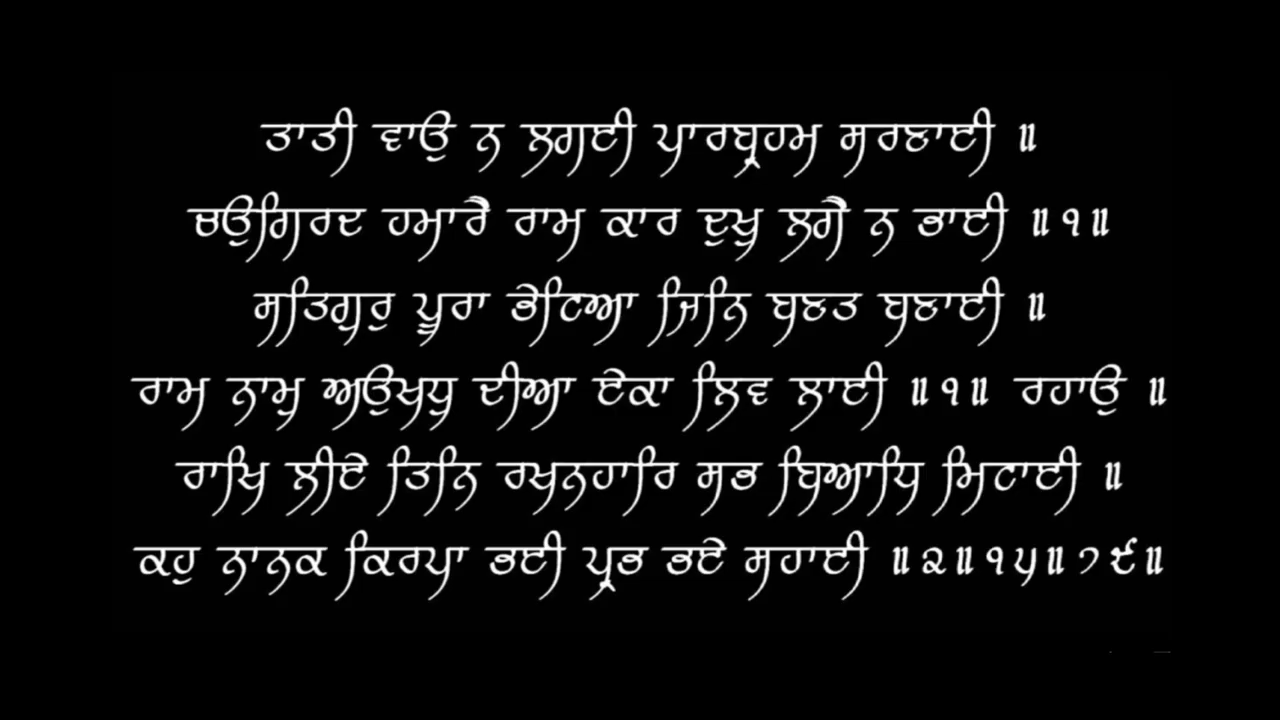 ਤਾਤੀ ਵਾਉ ਨ ਲਗਈ ਪਾਰਬ੍ਰਹਮ ਸਰਣਾਈ ॥
ਚਉਗਿਰਦ ਹਮਾਰੈ ਰਾਮ ਕਾਰ ਦੁਖੁ ਲਗੈ ਨ ਭਾਈ ॥੧॥
ਸਤਿਗੁਰੁ ਪੂਰਾ ਭੇਟਿਆ ਜਿਨਿ ਬਣਤ ਬਣਾਈ ॥
ਰਾਮ ਨਾਮੁ ਅਉਖਧੁ ਦੀਆ ਏਕਾ ਲਿਵ ਲਾਈ ॥੧॥ ਰਹਾਉ ॥
ਰਾਖਿ ਲੀਏ ਤਿਨਿ ਰਖਨਹਾਰਿ ਸਭ ਬਿਆਧਿ ਮਿਟਾਈ ॥
ਕਹੁ ਨਾਨਕ ਕਿਰਪਾ ਭਈ ਪ੍ਰਭ ਭਏ ਸਹਾਈ ॥੨॥੧੫॥੭੯॥